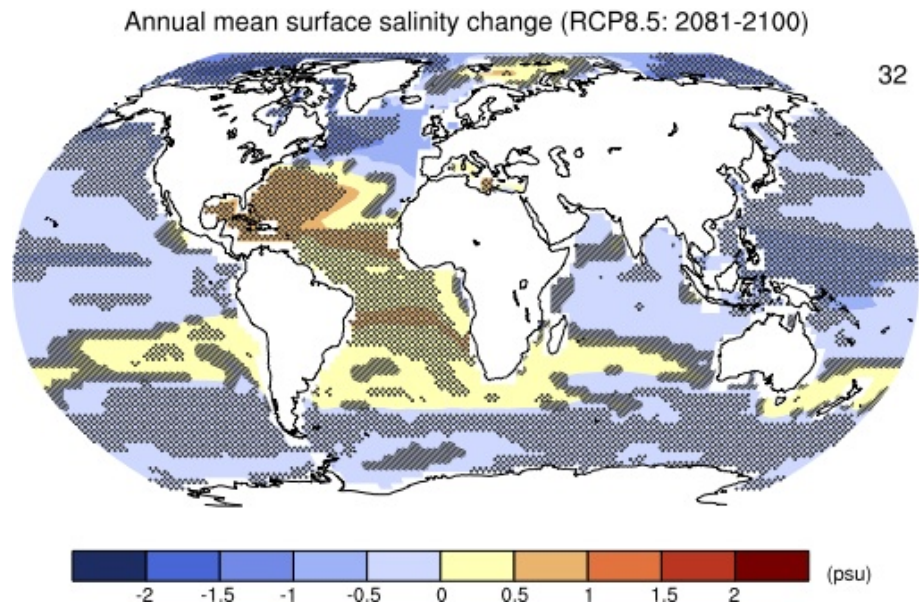 Annual mean surface salinity change (RCP8.5: 2081-2100)
32
-2 -1.5 -1 -0.5 0 0.5 1 1.5 2 (psu)